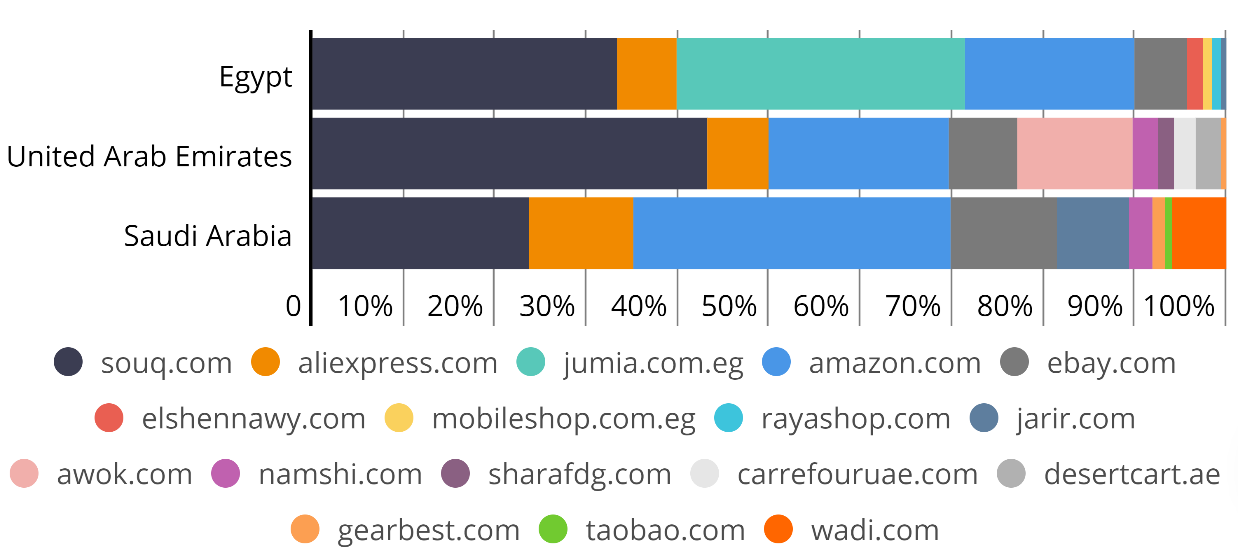 Egypt
United Arab Emirates
Saudi Arabia
0 10% 20% 30% 40% 50% 60% 70% 80% 90% 100%
souq.com aliexpress.com jumia.com.eg amazon.com ebay.com
elshennawy.com mobileshop.com.eg rayashop.com jarir.com
awok.com namshi.com sharafdg.com carrefouruae.com desertcart.ae
gearbest.com taobao.com wadi.com